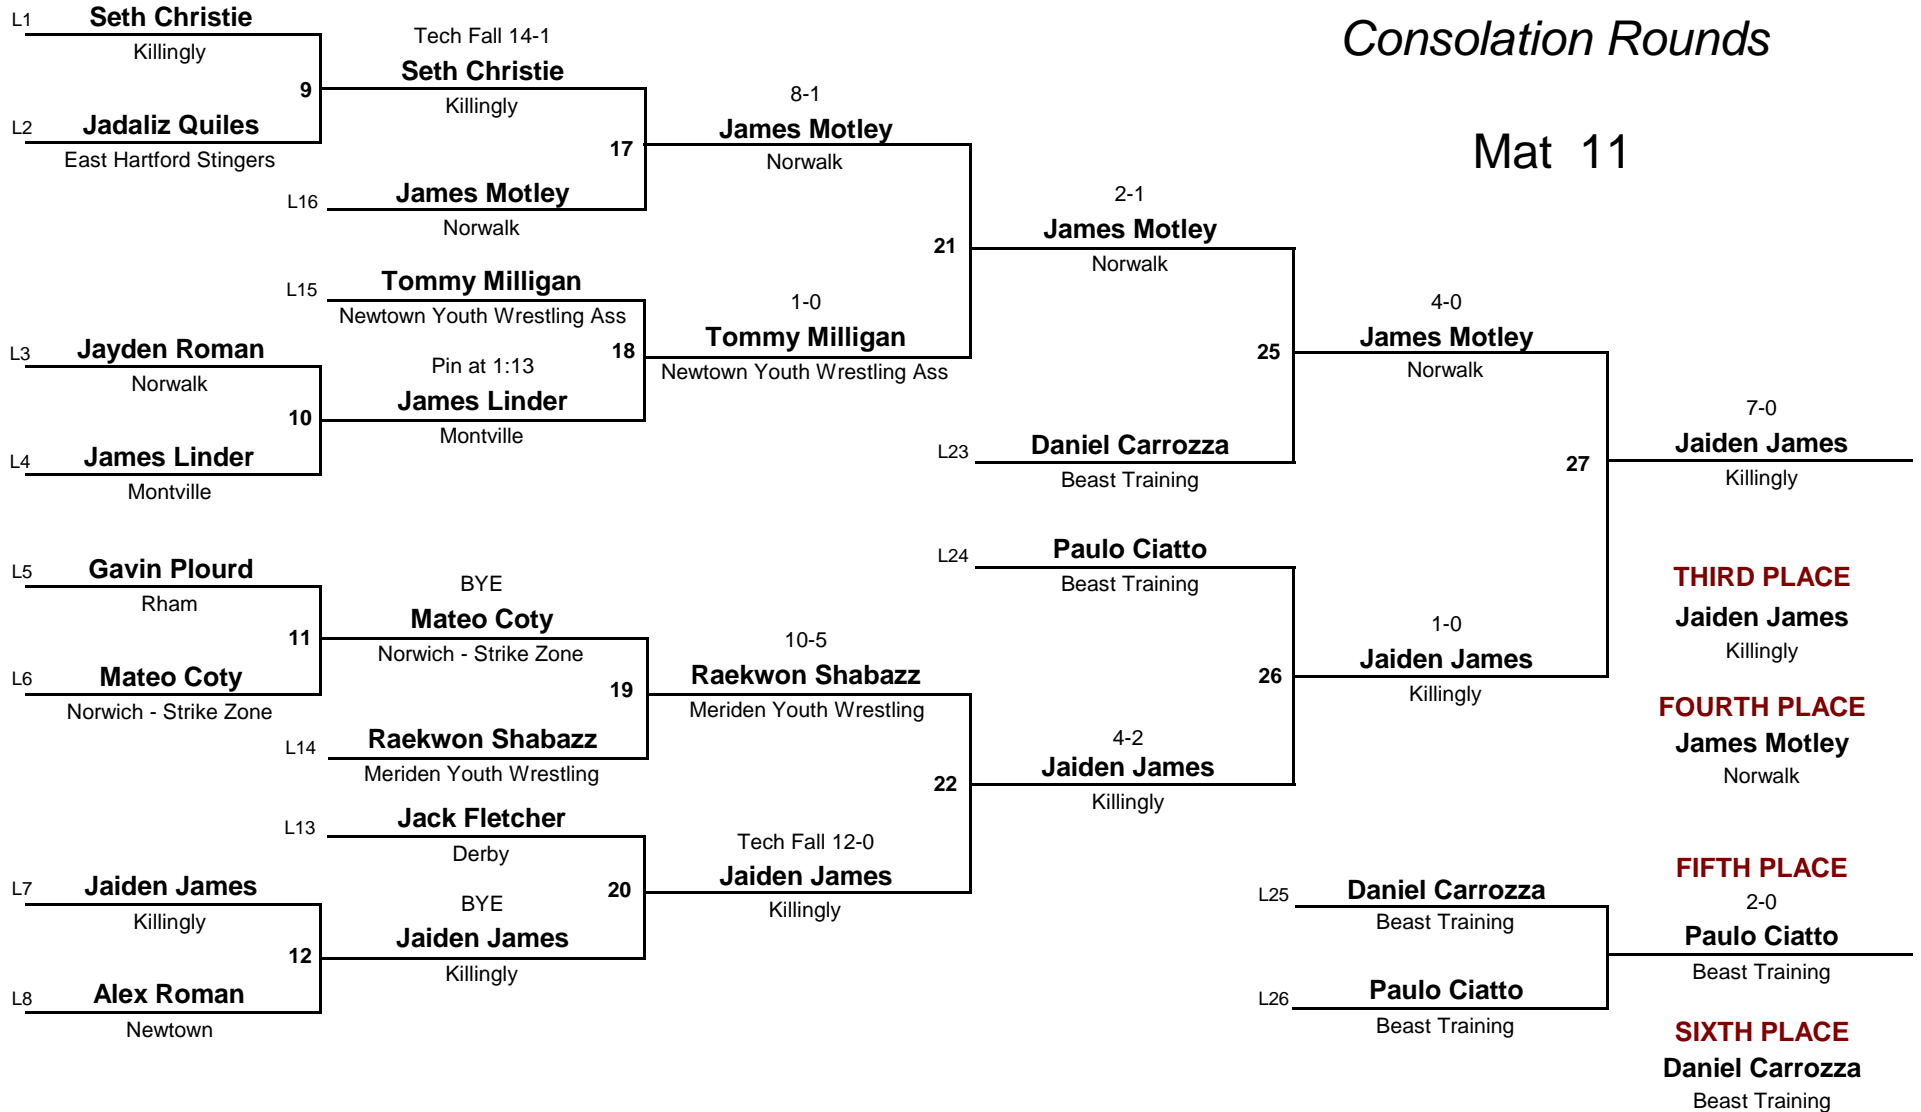 Consolation Rounds
Mat 11
L1 Seth Christie
Killingly
9
L2 Jadaliz Quiles
East Hartford Stingers
Tech Fall 14-1
Seth Christie
Killingly
17
L16 James Motley
Norwalk
8-1
James Motley
Norwalk
L15 Tommy Milligan
Newtown Youth Wrestling Ass
18
L3 Jayden Roman
Norwalk
10
L4 James Linder
Montville
Pin at 1:13
James Linder
Montville
1-0
Tommy Milligan
Newtown Youth Wrestling Ass
21
2-1
James Motley
Norwalk
25
L23 Daniel Carrozza
Beast Training
4-0
James Motley
Norwalk
27
7-0
Jaiden James
Killingly
L5 Gavin Plourd
Rham
11
L6 Mateo Coty
Norwich - Strike Zone
BYE
Mateo Coty
Norwich - Strike Zone
19
L14 Raekwon Shabazz
Meriden Youth Wrestling
10-5
Raekwon Shabazz
Meriden Youth Wrestling
22
L13 Jack Fletcher
Derby
20
L7 Jaiden James
Killingly
12
L8 Alex Roman
Newtown
BYE
Jaiden James
Killingly
Tech Fall 12-0
Jaiden James
Killingly
L24 Paulo Ciatto
Beast Training
26
4-2
Jaiden James
Killingly
1-0
Jaiden James
Killingly
THIRD PLACE
Jaiden James
Killingly
FOURTH PLACE
James Motley
Norwalk
L25 Daniel Carrozza
Beast Training
L26 Paulo Ciatto
Beast Training
FIFTH PLACE
2-0
Paulo Ciatto
Beast Training
SIXTH PLACE
Daniel Carrozza
Beast Training